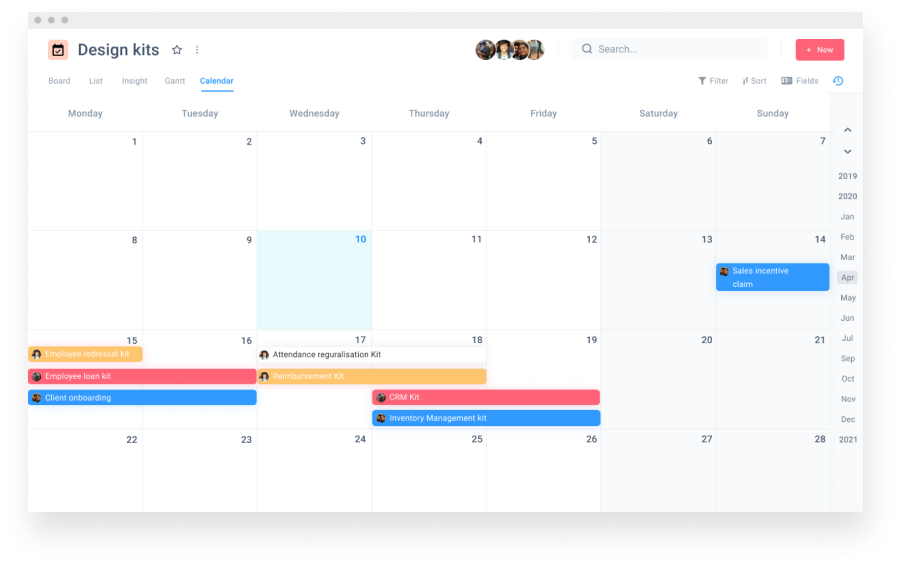 Design kits
Search...
+ New
Board List Insight Gantt Calendar
Filter Sort Fields
Monday Tuesday Wednesday Thursday Friday Saturday Sunday
1 2 3 4 5 6 7
2019
2020
Jan
Feb
8 9 10 11 12 13 14
Mar
Sales incentive
claim
Apr
May
Jun
15 16 17 18 19 20 21
Jul
Employee redressal kit Attendance reguralisation Kit
Sep
Employee loan kit Reimbursement Kit
Oct
Client onboarding CRM Kit
Nov
Inventory Management kit
Dec
22 23 24 25 26 27 28
2021